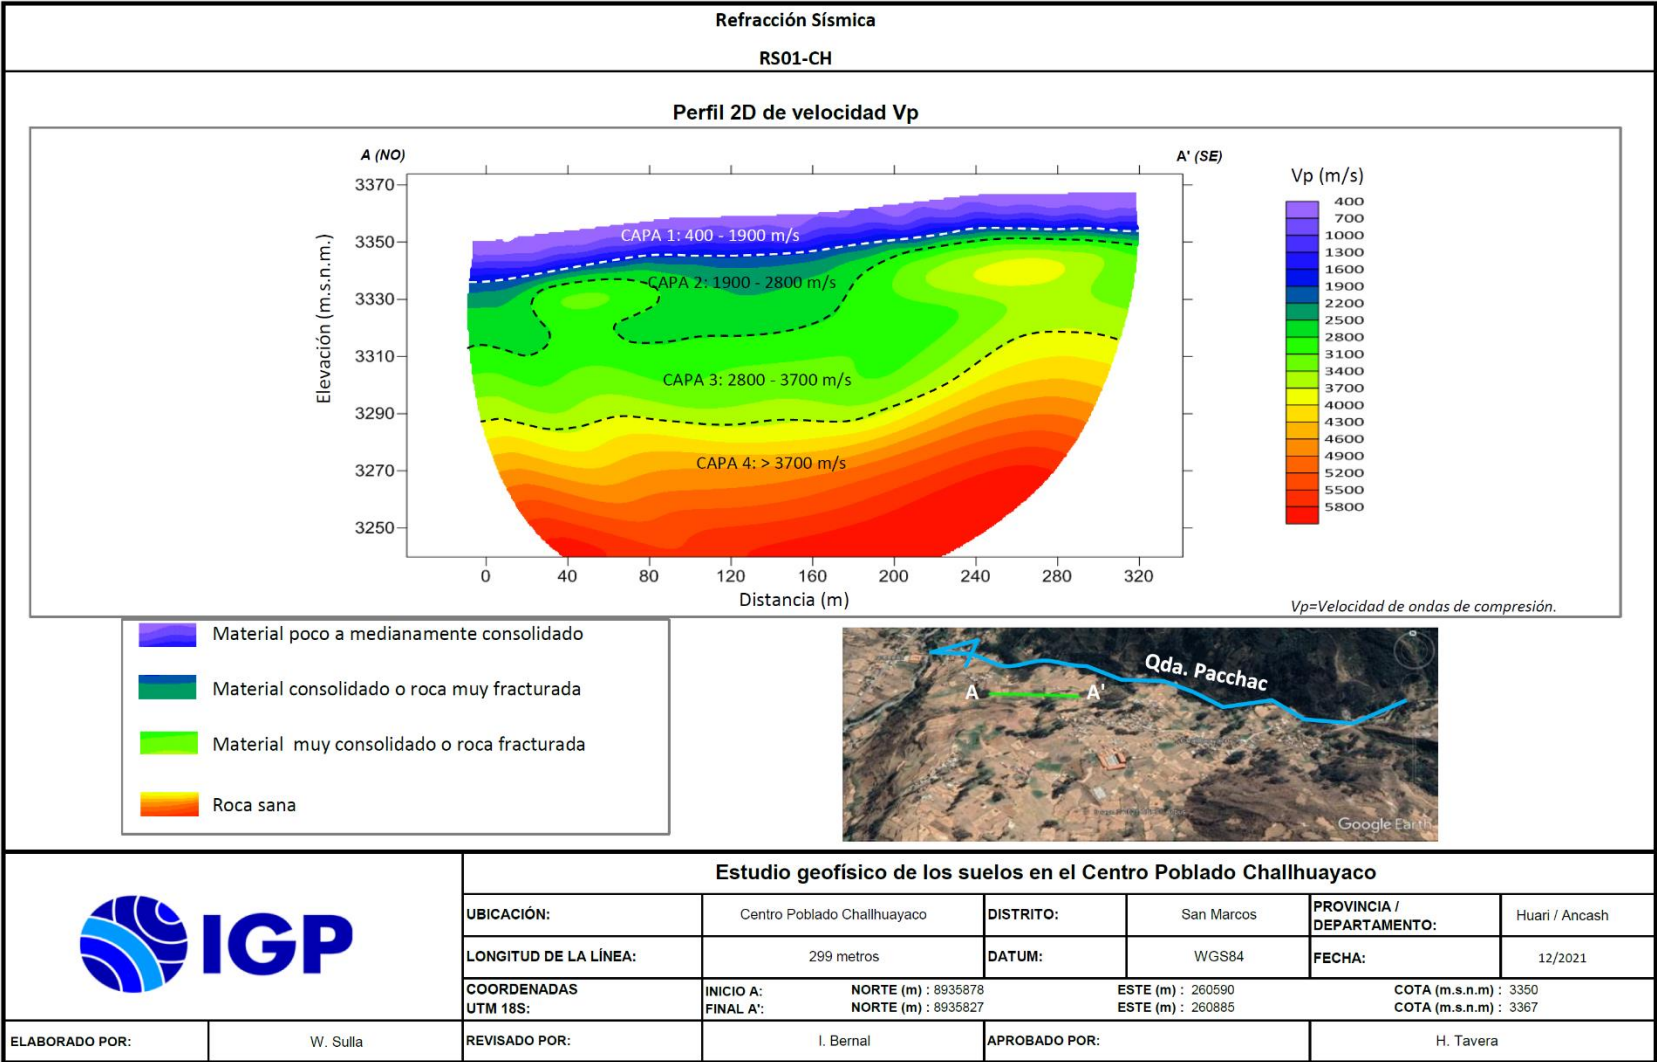 Refracción Sísmica
RS01-CH
Perfil 2D de velocidad Vp
A (NO)
A' (SE)
Elevación (m.s.n.m.)
3370
3350
3330
3310
3290
3270
3250
CAPA 1: 400 - 1900 m/s
CAPA 2: 1900 - 2800 m/s
CAPA 3: 2800 - 3700 m/s
CAPA 4: > 3700 m/s
0 40 80 120 160 200 240 280 320
Distancia (m)
Vp (m/s)
400
700
1000
1300
1600
1900
2200
2500
2800
3100
3400
3700
4000
4300
4600
4900
5200
5500
5800
Vp=Velocidad de ondas de compresión.
Material poco a medianamente consolidado
Material consolidado o roca muy fracturada
Material muy consolidado o roca fracturada
Roca sana
Qda. Pacchac
A A'
Google Earth
IGP
Estudio geofísico de los suelos en el Centro Poblado Challhuayaco
UBICACIÓN: Centro Poblado Challhuayaco DISTRITO: San Marcos PROVINCIA / DEPARTAMENTO: Huari / Ancash
LONGITUD DE LA LÍNEA: 299 metros DATUM: WGS84 FECHA: 12/2021
COORDENADAS UTM 18S:
INICIO A: NORTE (m) : 8935878 ESTE (m) : 260590 COTA (m.s.n.m) : 3350
FINAL A': NORTE (m) : 8935827 ESTE (m) : 260885 COTA (m.s.n.m) : 3367
ELABORADO POR: W. Sulla REVISADO POR: I. Bernal APROBADO POR: H. Tavera